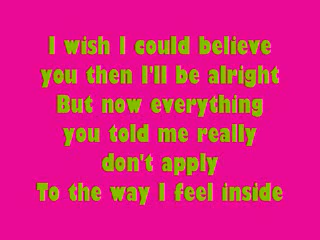 I wish I could believe
you then I'll be alright
But now everything
you told me really
don't apply
To the way I feel inside